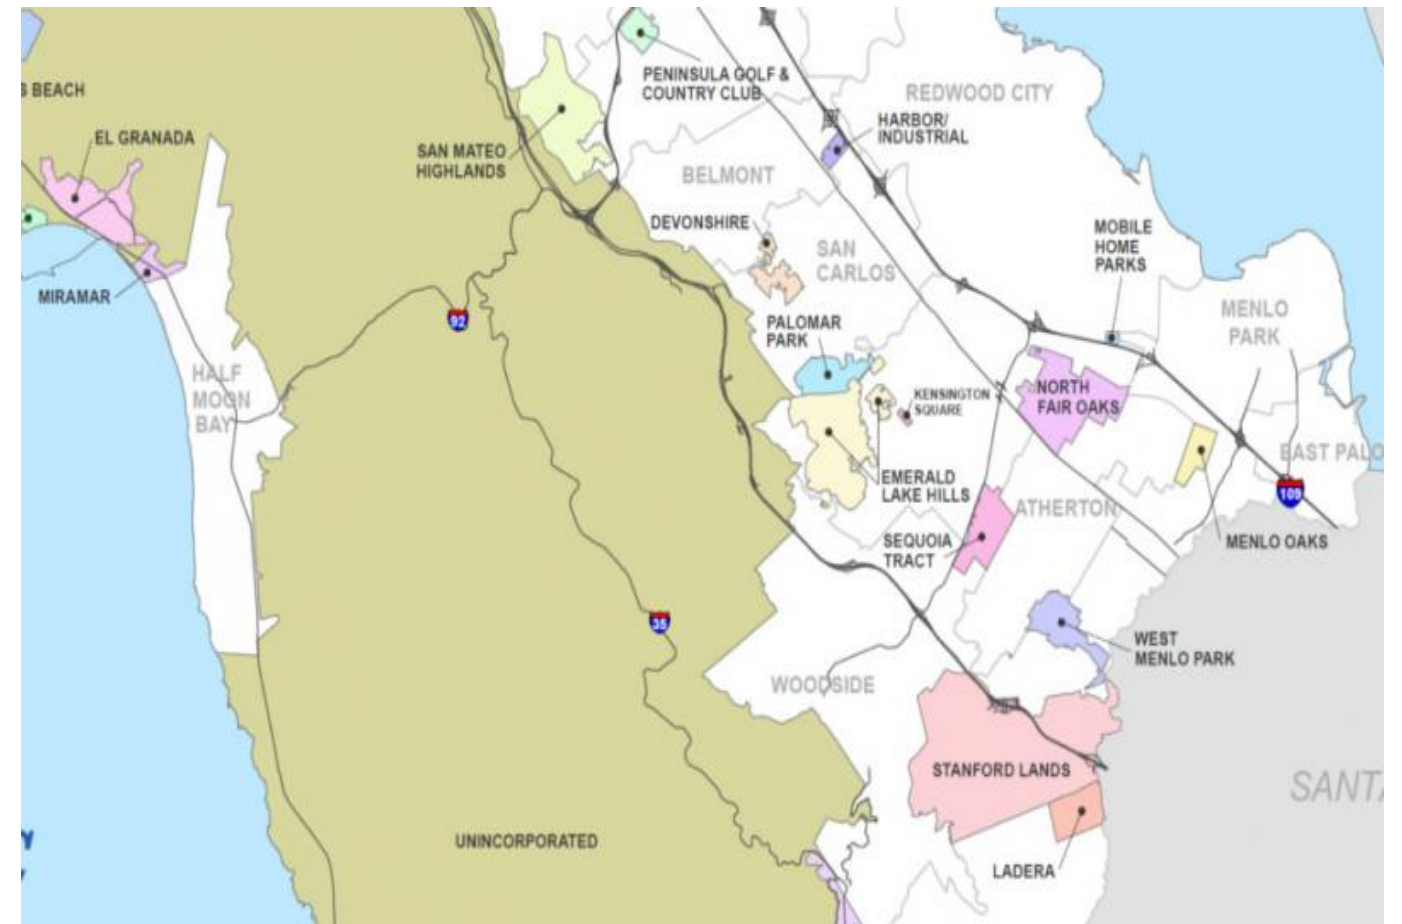 PENINSULA GOLF &
COUNTRY CLUB
S BEACH
REDWOOD CITY
HARBOR/
INDUSTRIAL
EL GRANADA
SAN MATEO
HIGHLANDS
BELMONT
DEVONSHIRE
SAN
CARLOS
MOBILE
HOME
PARKS
MIRAMAR
92
PALOMAR
PARK
MENLO
PARK
HALF
MOON
BAY
KENSINGTON
SQUARE
NORTH
FAIR OAKS
EAST PALO
EMERALD
LAKE HILLS
109
ATHERTON
SEQUOIA
TRACT
MENLO OAKS
35
WEST
MENLO PARK
WOODSIDE
STANFORD LANDS
SANTA
UNINCORPORATED
LADERA